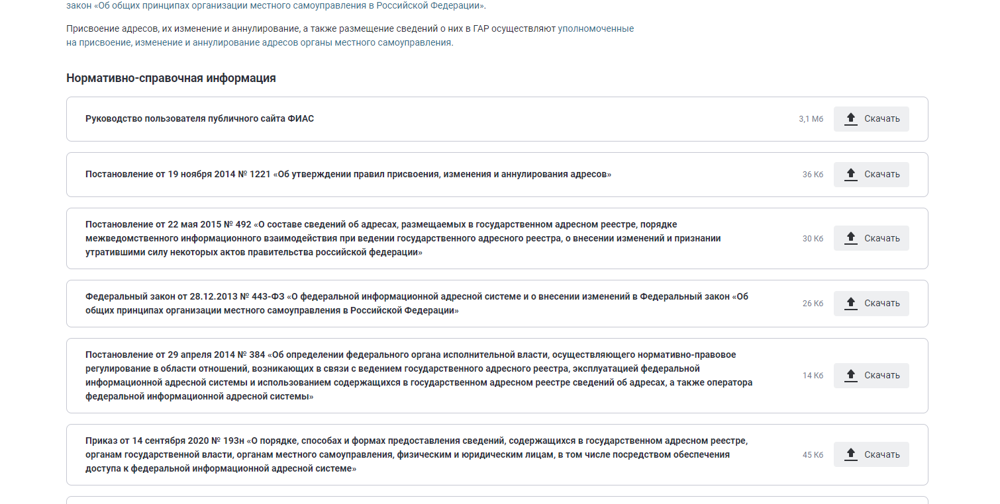 закон «Об общих принципах организации местного самоуправления в Российской Федерации».
Присвоение адресов, их изменение и аннулирование, а также размещение сведений о них в ГАР осуществляют уполномоченные
на присвоение, изменение и аннулирование адресов органы местного самоуправления.
Нормативно-справочная информация
Руководство пользователя публичного сайта ФИАС
3,1 Мб
Скачать
Постановление от 19 ноября 2014 № 1221 «Об утверждении правил присвоения, изменения и аннулирования адресов»
36 Кб
Скачать
Постановление от 22 мая 2015 № 492 «О составе сведений об адресах, размещаемых в государственном адресном реестре, порядке
межведомственного информационного взаимодействия при ведении государственного адресного реестра, о внесении изменений и признании
утратившими силу некоторых актов правительства российской федерации»
30 Кб
Скачать
Федеральный закон от 28.12.2013 № 443-ФЗ «О федеральной информационной адресной системе и о внесении изменений в Федеральный закон «Об
общих принципах организации местного самоуправления в Российской Федерации»
26 Кб
Скачать
Постановление от 29 апреля 2014 № 384 «Об определении федерального органа исполнительной власти, осуществляющего нормативно-правовое
регулирование в области отношений, возникающих в связи с ведением государственного адресного реестра, эксплуатацией федеральной
информационной адресной системы и использованием содержащихся в государственном адресном реестре сведений об адресах, а также оператора
федеральной информационной адресной системы»
14 Кб
Скачать
Приказ от 14 сентября 2020 № 193н «О порядке, способах и формах предоставления сведений, содержащихся в государственном адресном реестре,
органам государственной власти, органам местного самоуправления, физическим и юридическим лицам, в том числе посредством обеспечения
доступа к федеральной информационной адресной системе»
45 Кб
Скачать